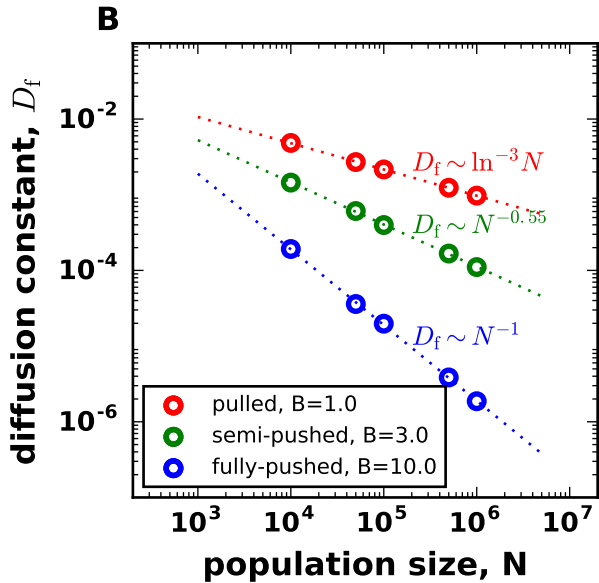 B
diffusion constant, D_f
10^-2
10^-4
10^-6
D_f ~ ln^-3 N
D_f ~ N^-0.55
D_f ~ N^-1
pulled, B=1.0
semi-pushed, B=3.0
fully-pushed, B=10.0
10^3 10^4 10^5 10^6 10^7
population size, N